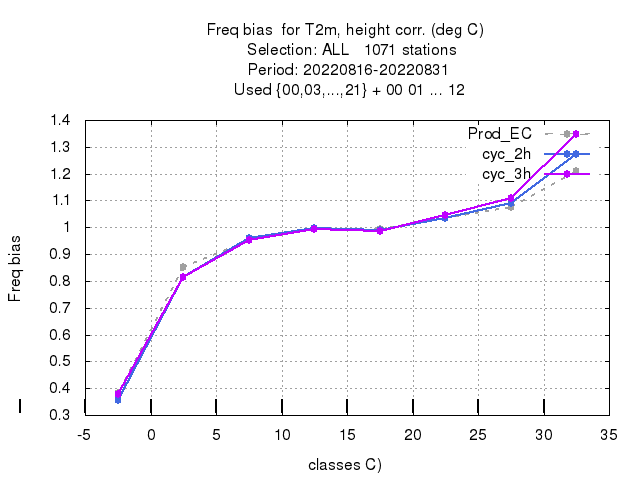 Freq bias  for T2m, height corr. (deg C)
Selection: ALL   1071 stations
Period: 20220816-20220831
Used {00,03,...,21} + 00 01 ... 12
Prod_EC
cyc_2h
cyc_3h
1.4
1.3
1.2
1.1
1
0.9
0.8
0.7
0.6
0.5
0.4
0.3
Freq bias
-5
0
5
10
15
20
25
30
35
classes C)